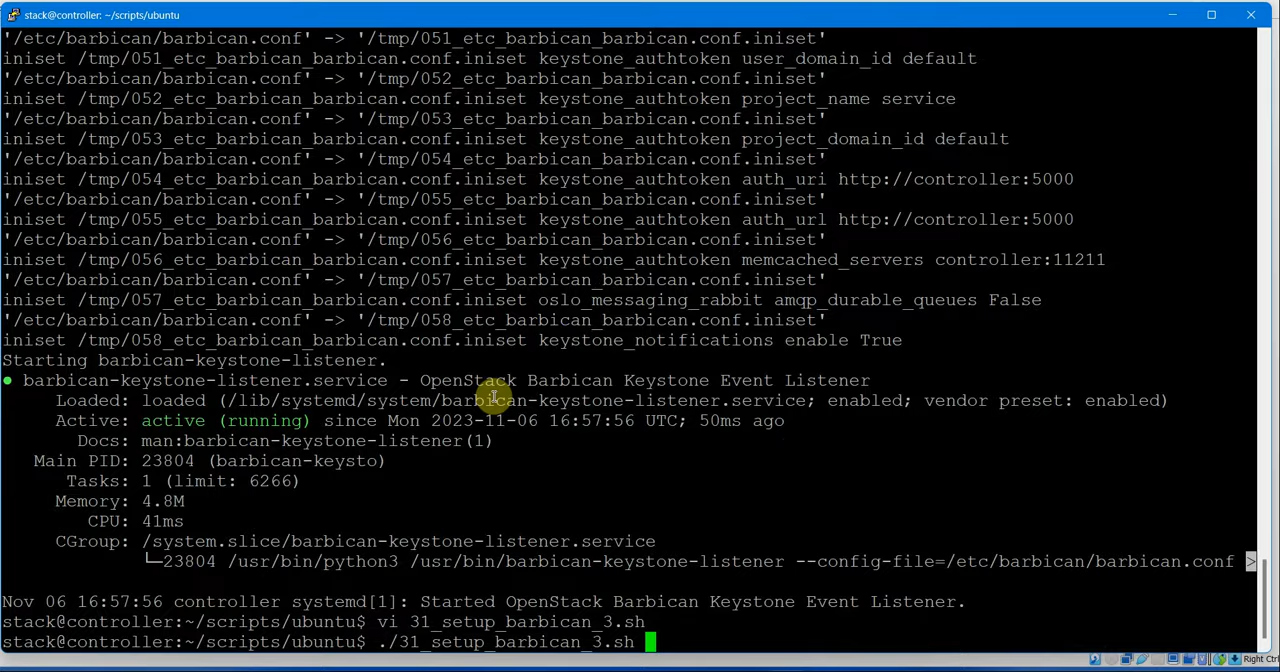 stack@controller: ~/scripts/ubuntu
'/etc/barbican/barbican.conf' -> '/tmp/051_etc_barbican_barbican.conf.iniset'
iniset /tmp/051_etc_barbican_barbican.conf.iniset keystone_authtoken user_domain_id default
'/etc/barbican/barbican.conf' -> '/tmp/052_etc_barbican_barbican.conf.iniset'
iniset /tmp/052_etc_barbican_barbican.conf.iniset keystone_authtoken project_name service
'/etc/barbican/barbican.conf' -> '/tmp/053_etc_barbican_barbican.conf.iniset'
iniset /tmp/053_etc_barbican_barbican.conf.iniset keystone_authtoken project_domain_id default
'/etc/barbican/barbican.conf' -> '/tmp/054_etc_barbican_barbican.conf.iniset'
iniset /tmp/054_etc_barbican_barbican.conf.iniset keystone_authtoken auth_uri http://controller:5000
'/etc/barbican/barbican.conf' -> '/tmp/055_etc_barbican_barbican.conf.iniset'
iniset /tmp/055_etc_barbican_barbican.conf.iniset keystone_authtoken auth_url http://controller:5000
'/etc/barbican/barbican.conf' -> '/tmp/056_etc_barbican_barbican.conf.iniset'
iniset /tmp/056_etc_barbican_barbican.conf.iniset keystone_authtoken memcached_servers controller:11211
'/etc/barbican/barbican.conf' -> '/tmp/057_etc_barbican_barbican.conf.iniset'
iniset /tmp/057_etc_barbican_barbican.conf.iniset oslo_messaging_rabbit amqp_durable_queues False
'/etc/barbican/barbican.conf' -> '/tmp/058_etc_barbican_barbican.conf.iniset'
iniset /tmp/058_etc_barbican_barbican.conf.iniset keystone_notifications enable True
Starting barbican-keystone-listener.
● barbican-keystone-listener.service - OpenStack Barbican Keystone Event Listener
Loaded: loaded (/lib/systemd/system/barbican-keystone-listener.service; enabled; vendor preset: enabled)
Active: active (running) since Mon 2023-11-06 16:57:56 UTC; 50ms ago
Docs: man:barbican-keystone-listener(1)
Main PID: 23804 (barbican-keysto)
Tasks: 1 (limit: 6266)
Memory: 4.8M
CPU: 41ms
CGroup: /system.slice/barbican-keystone-listener.service
└─23804 /usr/bin/python3 /usr/bin/barbican-keystone-listener --config-file=/etc/barbican/barbican.conf >
Nov 06 16:57:56 controller systemd[1]: Started OpenStack Barbican Keystone Event Listener.
stack@controller:~/scripts/ubuntu$ vi 31_setup_barbican_3.sh
stack@controller:~/scripts/ubuntu$ ./31_setup_barbican_3.sh
Right Ctrl